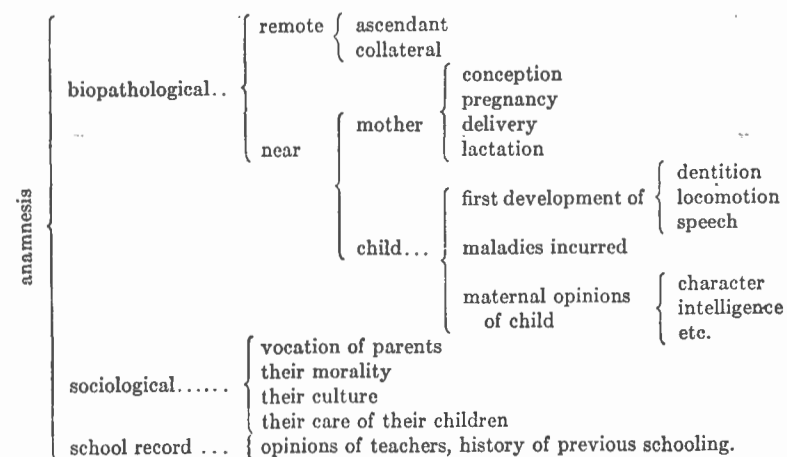 anamnesis
biopathological..
remote
ascendant
collateral
near
mother
conception
pregnancy
delivery
lactation
child...
first development of
dentition
locomotion
speech
maladies incurred
maternal opinions
of child
character
intelligence
etc.
sociological......
vocation of parents
their morality
their culture
their care of their children
school record ...
opinions of teachers, history of previous schooling.